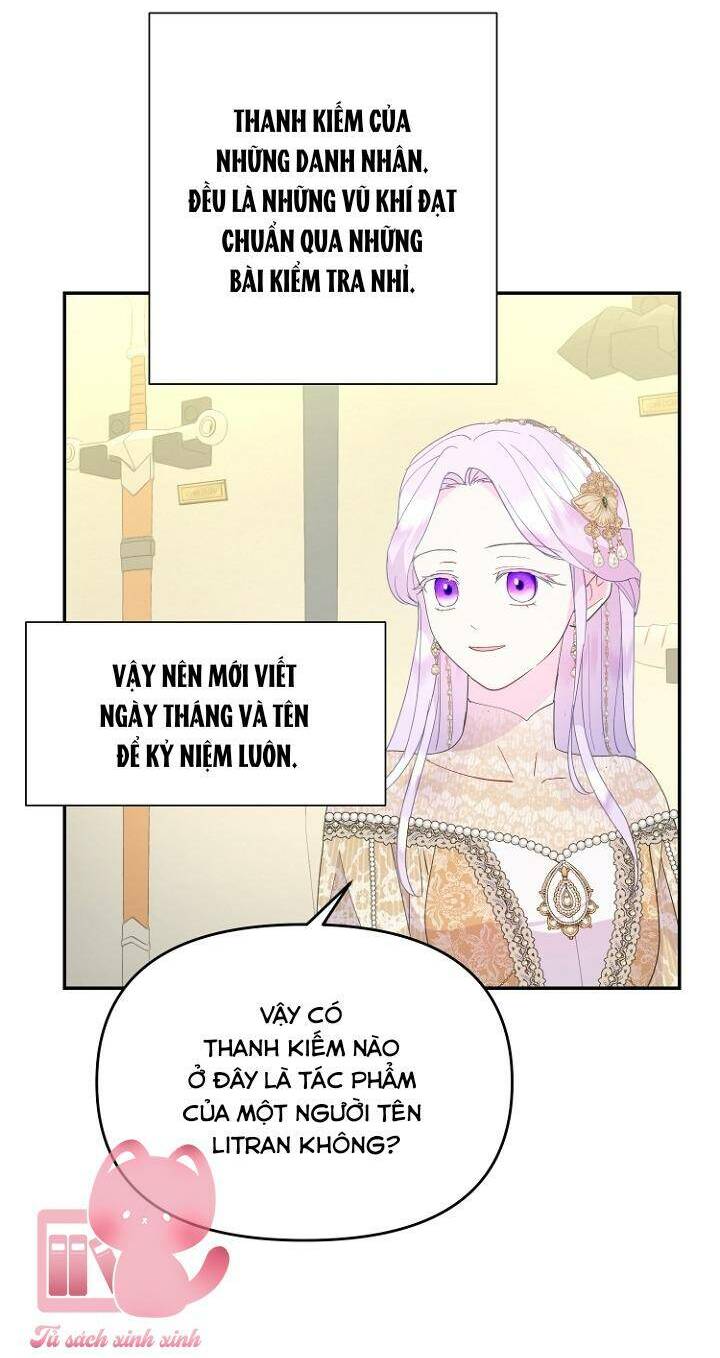 THANH KIẾM CỦA
NHỮNG DANH NHÂN.
ĐỀU LÀ NHỮNG VŨ KHÍ ĐẠT
CHUẨN QUA NHỮNG
BÀI KIỂM TRA NHỈ.
VẬY NÊN MỚI VIẾT
NGÀY THÁNG VÀ TÊN
ĐỂ KỶ NIỆM LUÔN.
VẬY CÓ
THANH KIẾM NÀO
Ở ĐÂY LÀ TÁC PHẨM
CỦA MỘT NGƯỜI TÊN
LITRAN KHÔNG?
Tủ sách xinh xinh